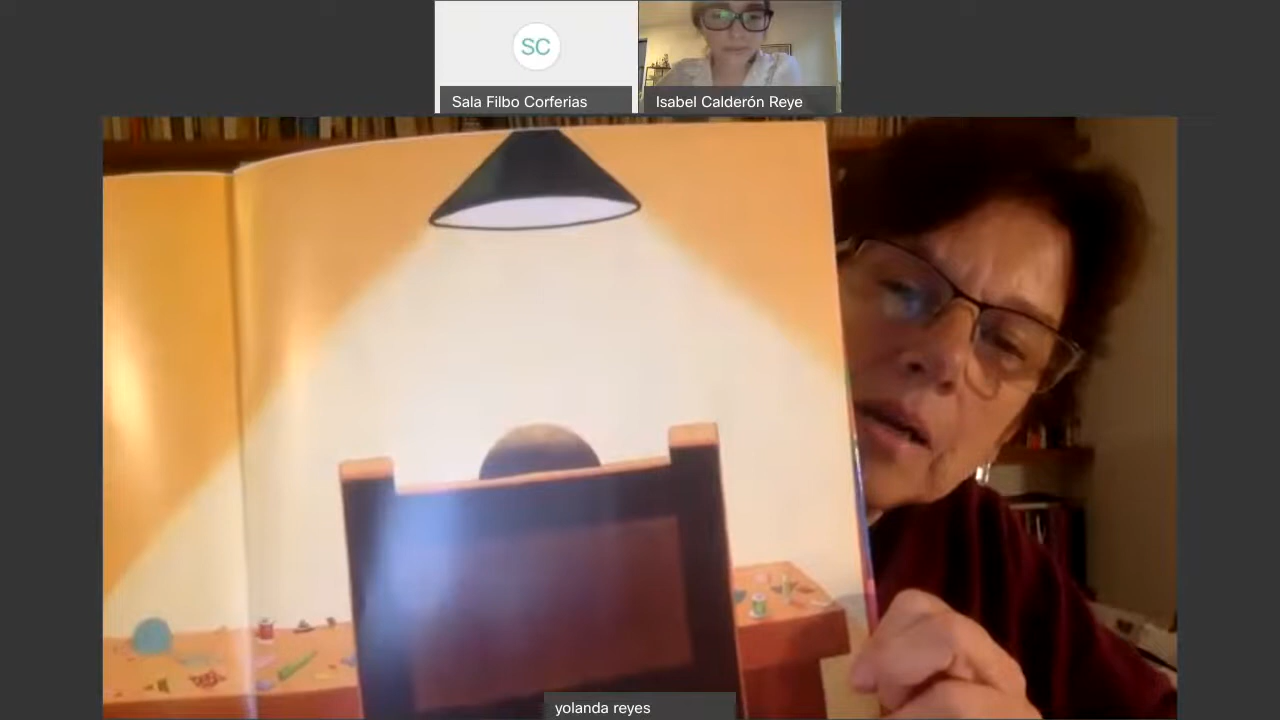 SC
Sala Filbo Corferias
Isabel Calderón Reye
yolanda reyes